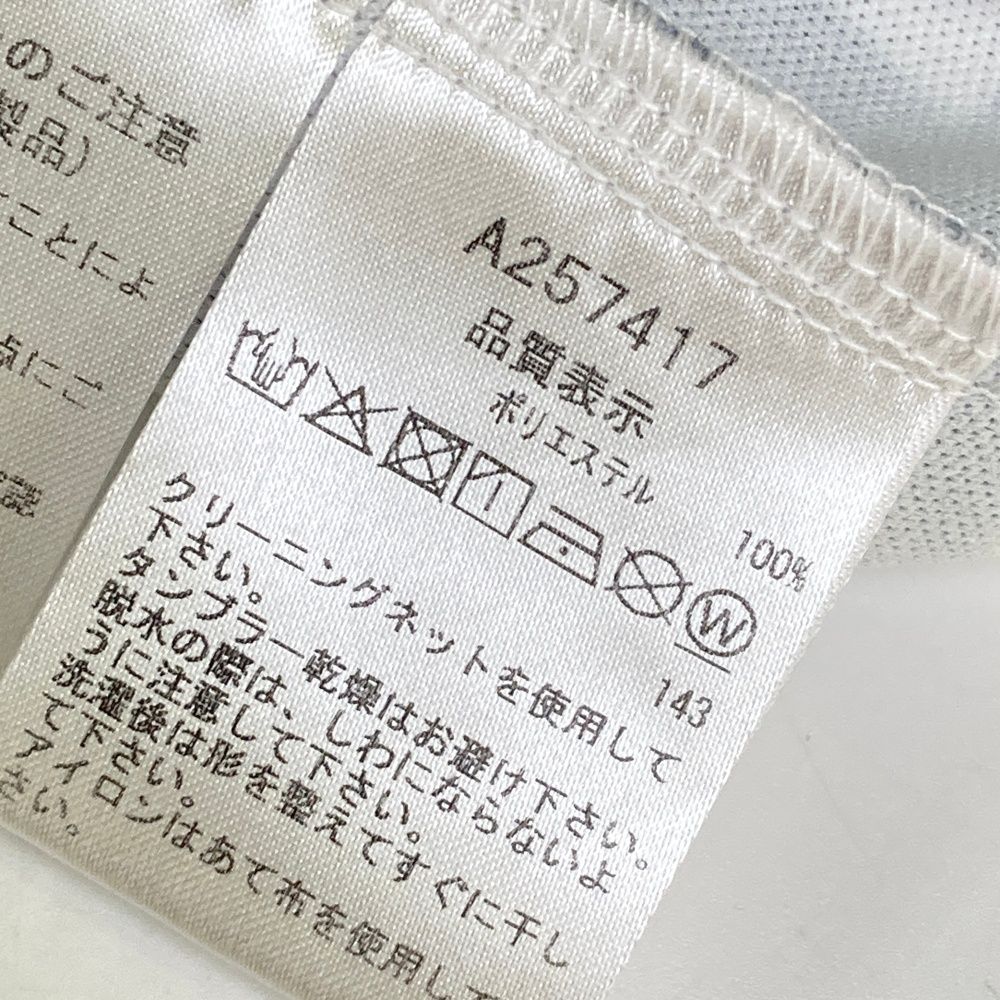 のご注意
製品)
ことによ
点にご
認
A257417
品質表示
ポリエステル
100%
W
143
クリーニングネットを使用して
下さい。
タンブラー乾燥はお避け下さい。
脱水の際は、しわにならないよ
うに注意して下さい。
洗濯後は形を整えてすぐに干し
て下さい。
アイロンはあて布を使用して
さい。